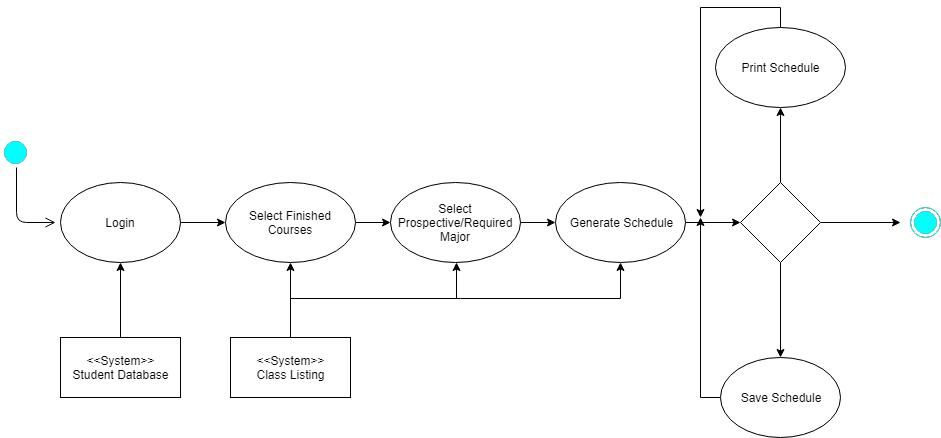 Print Schedule
Login
Select Finished
Courses
Select
Prospective/Required
Major
Generate Schedule
<<System>>
Student Database
<<System>>
Class Listing
Save Schedule